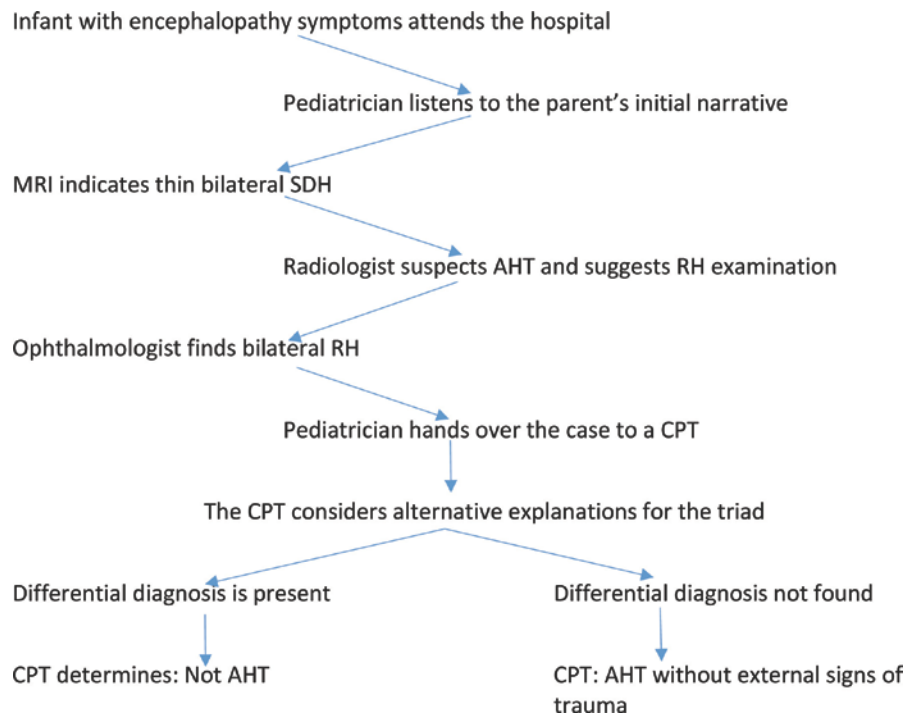 Infant with encephalopathy symptoms attends the hospital
Pediatrician listens to the parent's initial narrative
MRI indicates thin bilateral SDH
Radiologist suspects AHT and suggests RH examination
Ophthalmologist finds bilateral RH
Pediatrician hands over the case to a CPT
The CPT considers alternative explanations for the triad
Differential diagnosis is present
Differential diagnosis not found
CPT determines: Not AHT
CPT: AHT without external signs of
trauma